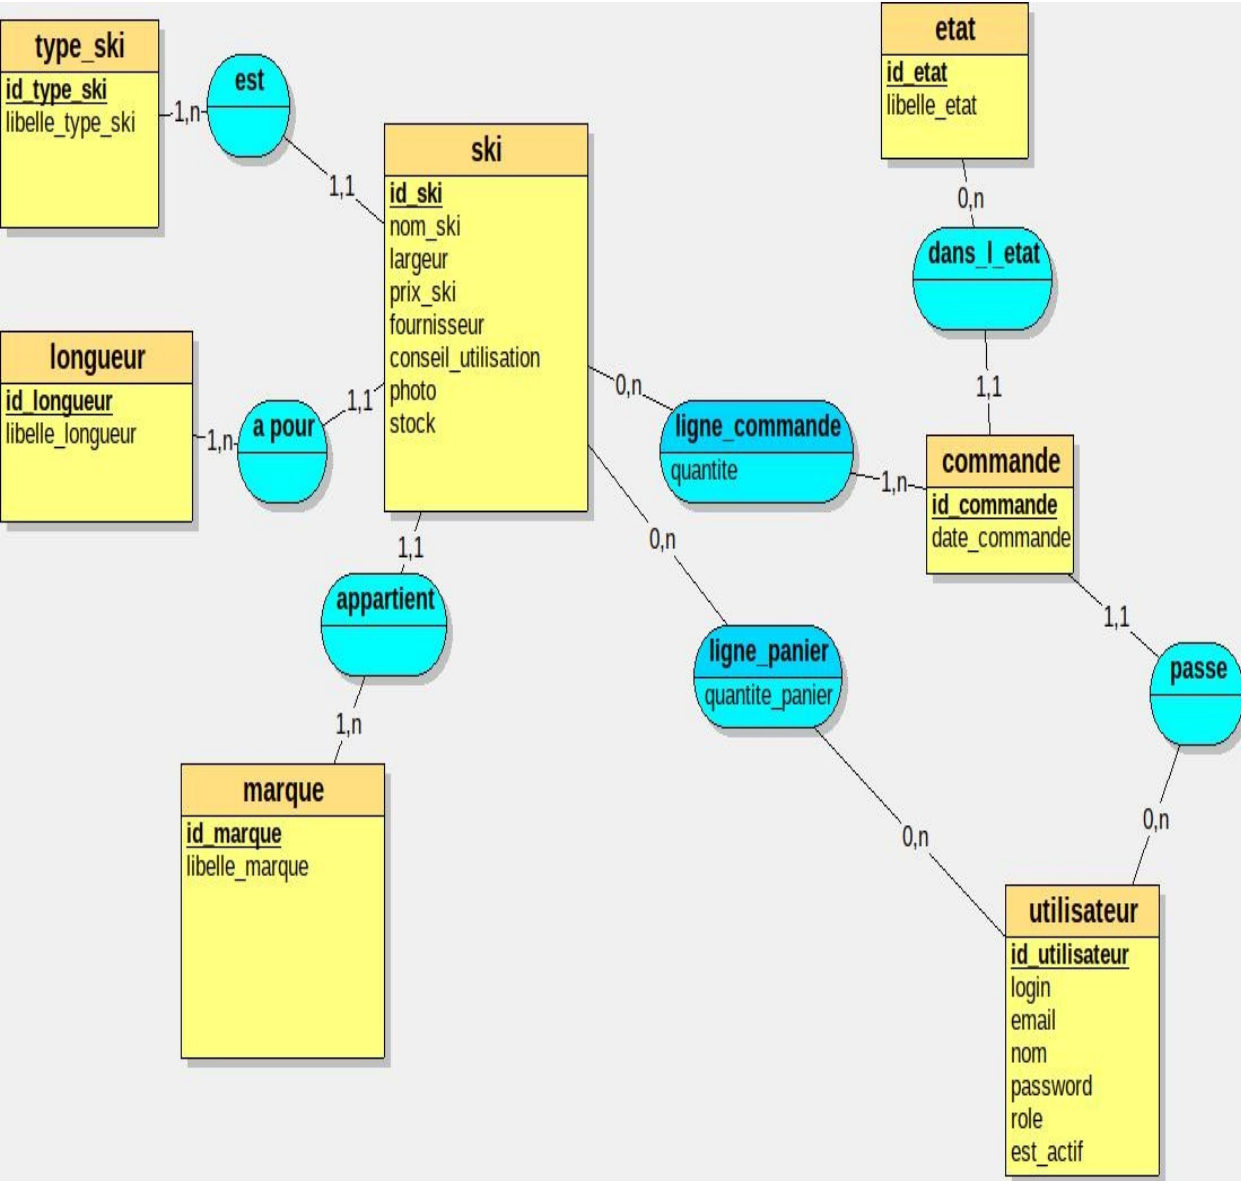 type_ski
id_type_ski
libelle_type_ski
1,n
est
1,1
ski
id_ski
nom_ski
largeur
prix_ski
fournisseur
conseil_utilisation
photo
stock
etat
id_etat
libelle_etat
0,n
dans_l_etat
1,1
longueur
id_longueur
libelle_longueur
1,n
a pour
1,1
0,n
ligne_commande
quantite
1,n
commande
id_commande
date_commande
1,1
appartient
1,n
marque
id_marque
libelle_marque
0,n
ligne_panier
quantite_panier
0,n
1,1
passe
0,n
utilisateur
id_utilisateur
login
email
nom
password
role
est_actif